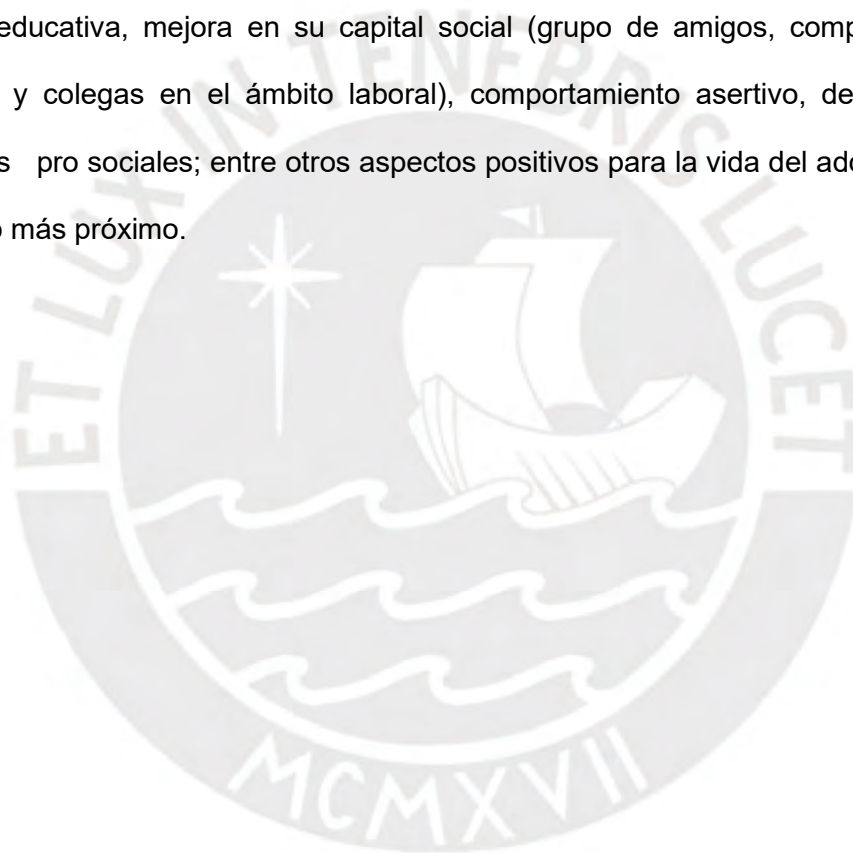 educativa, mejora en su capital social (grupo de amigos, comp
y colegas en el ámbito laboral), comportamiento asertivo, de
s pro sociales; entre otros aspectos positivos para la vida del ado
o más próximo.
ET LUX IN TENEBRIS LUCET
MCMXVII